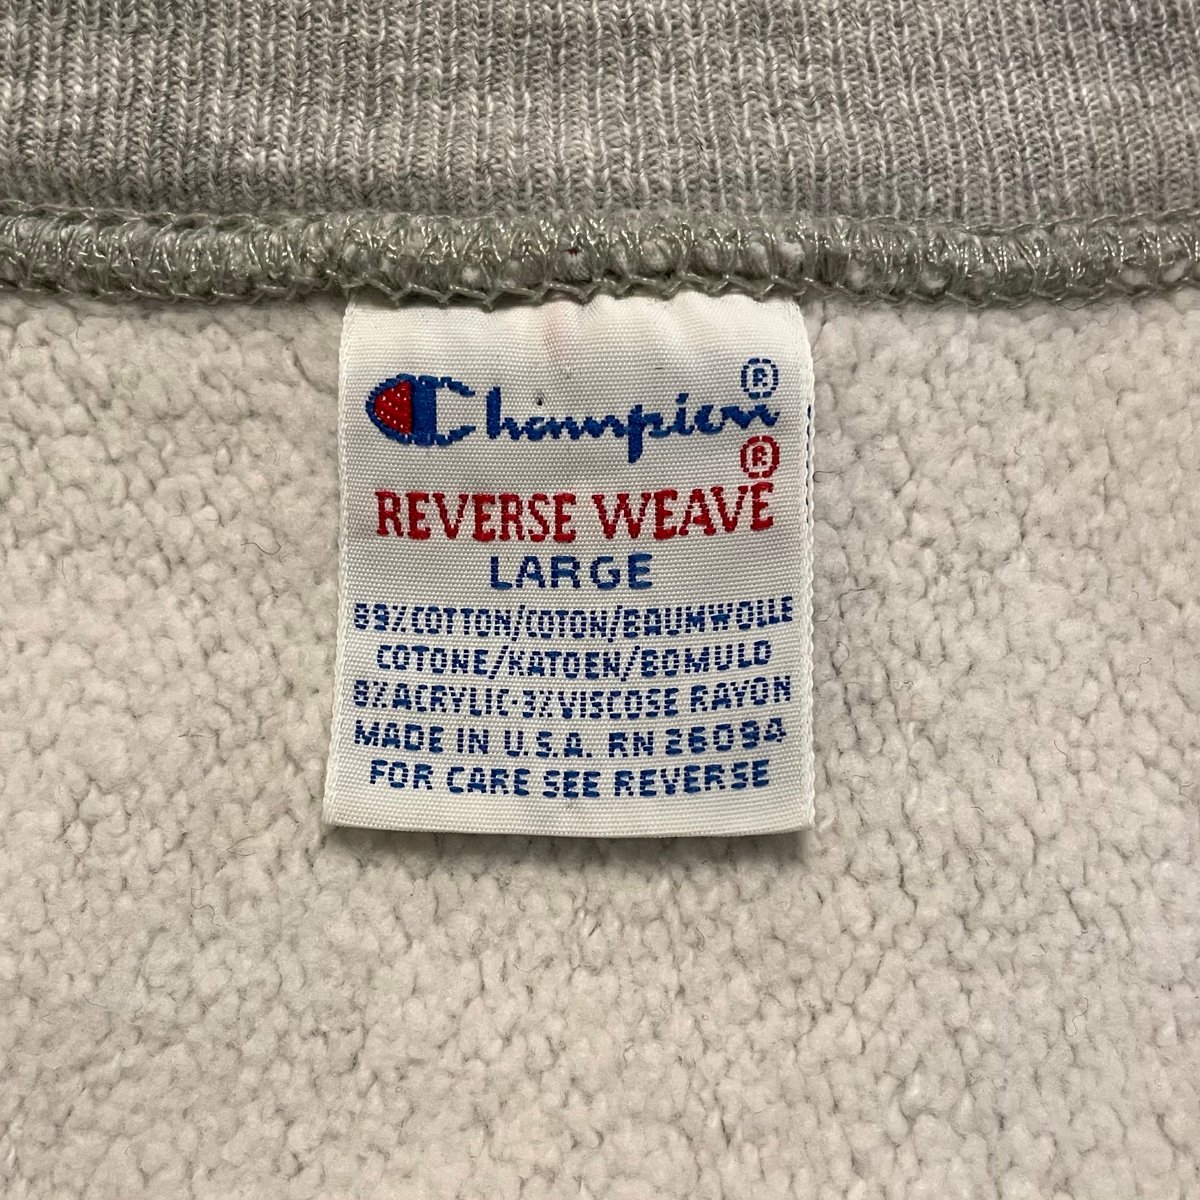 Champion®
REVERSE WEAVE®
LARGE
89% COTTON/COTON/BAUMWOLLE
COTONE/KATOEN/BOMULD
8% ACRYLIC-3% VISCOSE RAYON
MADE IN U.S.A. RN 26094
FOR CARE SEE REVERSE